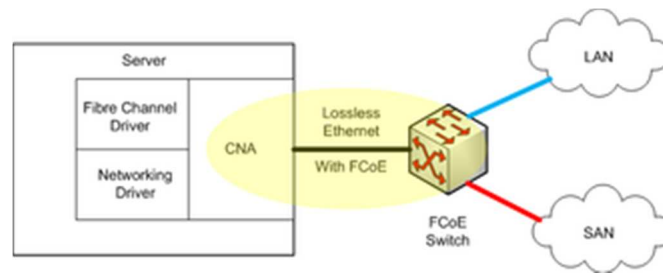 Server
Fibre Channel
Driver
Networking
Driver
CNA
Lossless
Ethernet
With FCoE
FCoE
Switch
LAN
SAN